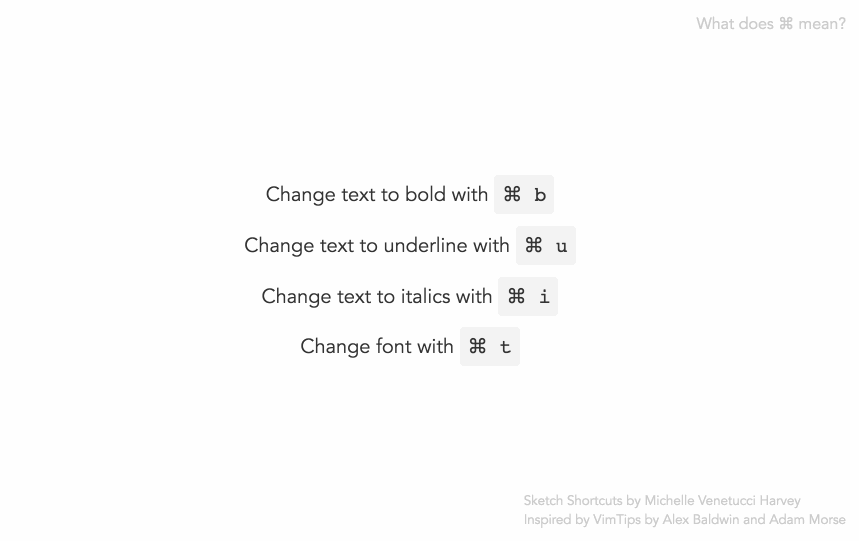 What does ⌘ mean?
Change text to bold with ⌘ b
Change text to underline with ⌘ u
Change text to italics with ⌘ i
Change font with ⌘ t
Sketch Shortcuts by Michelle Venetucci Harvey
Inspired by VimTips by Alex Baldwin and Adam Morse